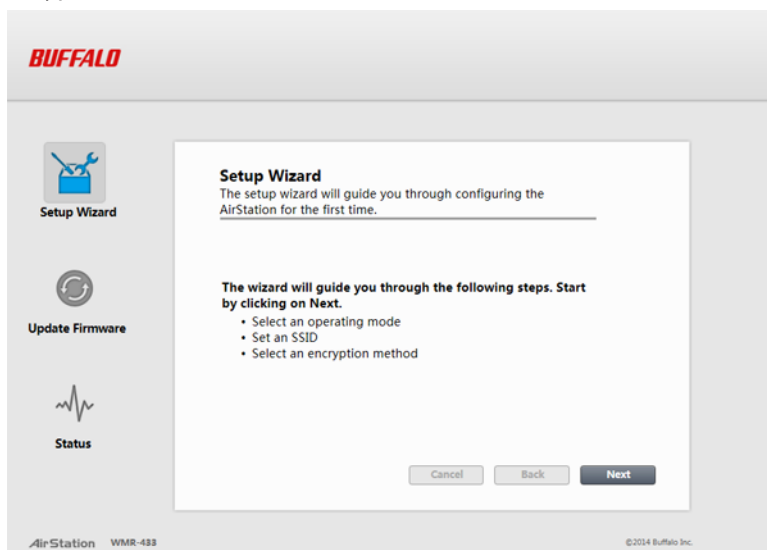 BUFFALO
Setup Wizard
Update Firmware
Status
Setup Wizard
The setup wizard will guide you through configuring the
AirStation for the first time.
The wizard will guide you through the following steps. Start
by clicking on Next.
• Select an operating mode
• Set an SSID
• Select an encryption method
Cancel Back Next
AirStation WMR-433 ©2014 Buffalo Inc.